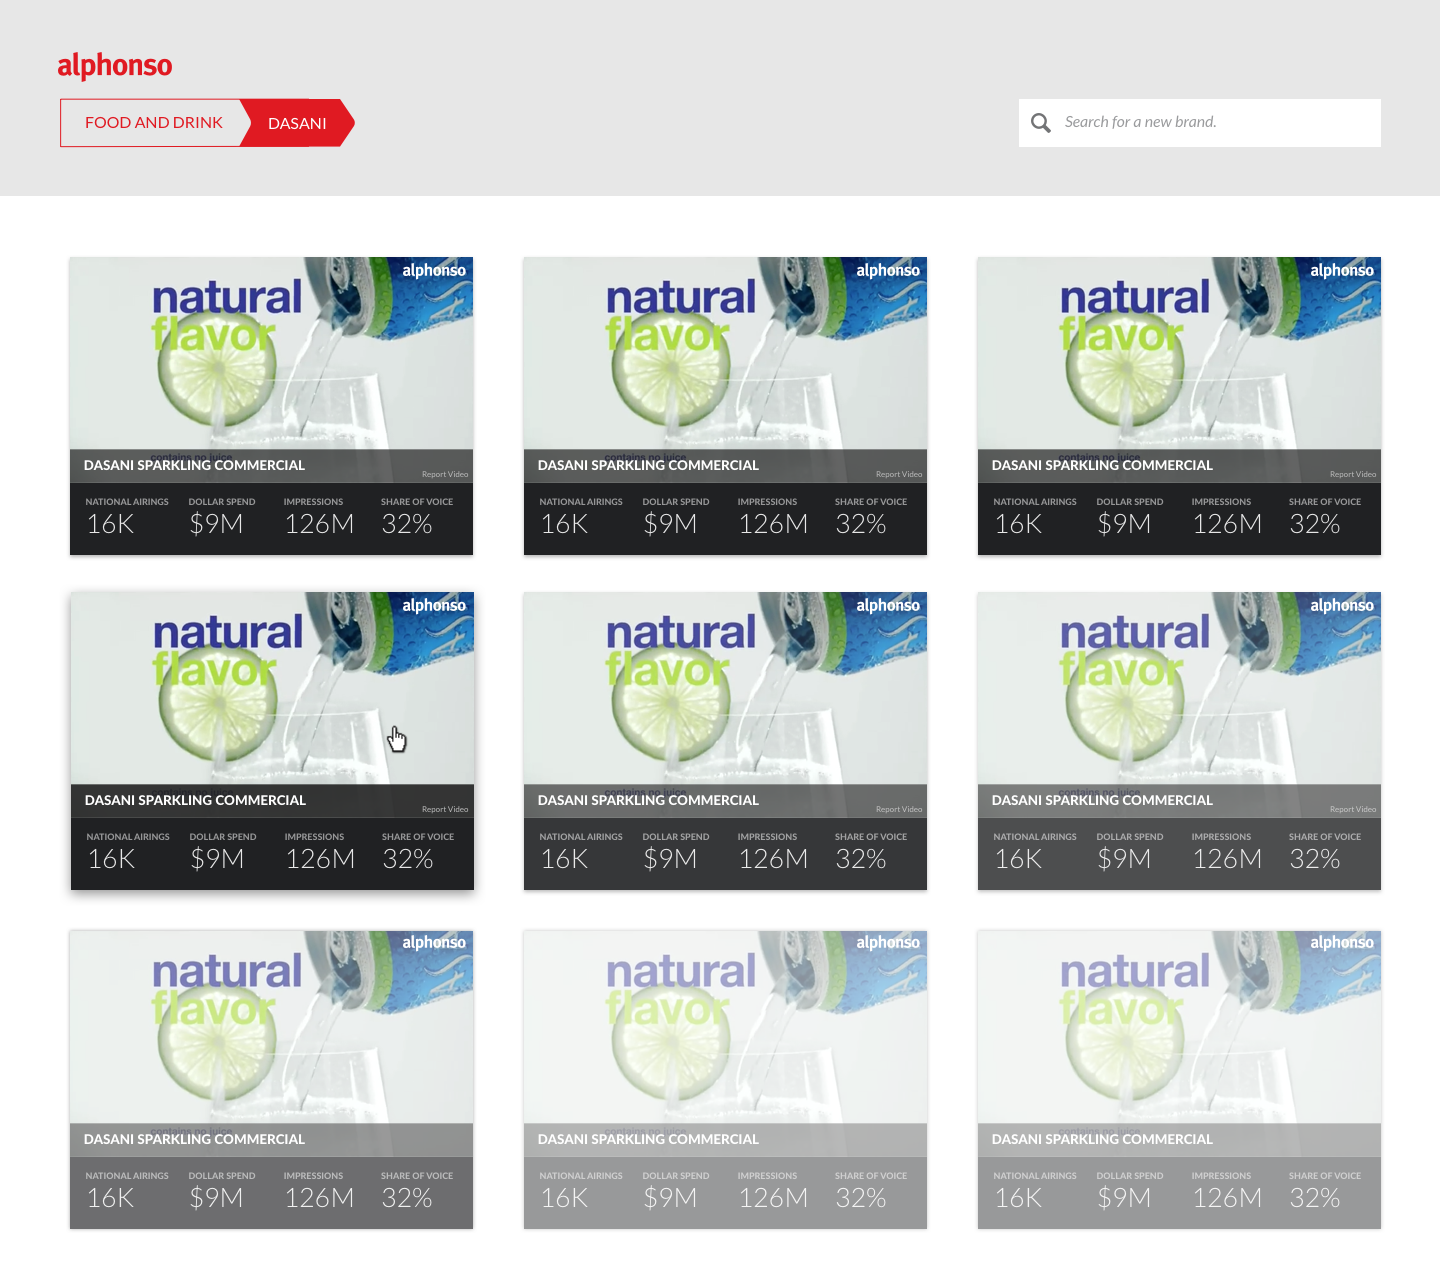 alphonso
FOOD AND DRINK DASANI
Search for a new brand.
alphonso
natural
flavor
contains no juice
DASANI SPARKLING COMMERCIAL
Report Video
NATIONAL AIRINGS DOLLAR SPEND IMPRESSIONS SHARE OF VOICE
16K $9M 126M 32%
alphonso
natural
flavor
contains no juice
DASANI SPARKLING COMMERCIAL
Report Video
NATIONAL AIRINGS DOLLAR SPEND IMPRESSIONS SHARE OF VOICE
16K $9M 126M 32%
alphonso
natural
flavor
contains no juice
DASANI SPARKLING COMMERCIAL
Report Video
NATIONAL AIRINGS DOLLAR SPEND IMPRESSIONS SHARE OF VOICE
16K $9M 126M 32%
alphonso
natural
flavor
contains no juice
DASANI SPARKLING COMMERCIAL
Report Video
NATIONAL AIRINGS DOLLAR SPEND IMPRESSIONS SHARE OF VOICE
16K $9M 126M 32%
alphonso
natural
flavor
contains no juice
DASANI SPARKLING COMMERCIAL
Report Video
NATIONAL AIRINGS DOLLAR SPEND IMPRESSIONS SHARE OF VOICE
16K $9M 126M 32%
alphonso
natural
flavor
contains no juice
DASANI SPARKLING COMMERCIAL
Report Video
NATIONAL AIRINGS DOLLAR SPEND IMPRESSIONS SHARE OF VOICE
16K $9M 126M 32%
alphonso
natural
flavor
contains no juice
DASANI SPARKLING COMMERCIAL
NATIONAL AIRINGS DOLLAR SPEND IMPRESSIONS SHARE OF VOICE
16K $9M 126M 32%
alphonso
natural
flavor
contains no juice
DASANI SPARKLING COMMERCIAL
NATIONAL AIRINGS DOLLAR SPEND IMPRESSIONS SHARE OF VOICE
16K $9M 126M 32%
alphonso
natural
flavor
contains no juice
DASANI SPARKLING COMMERCIAL
NATIONAL AIRINGS DOLLAR SPEND IMPRESSIONS SHARE OF VOICE
16K $9M 126M 32%